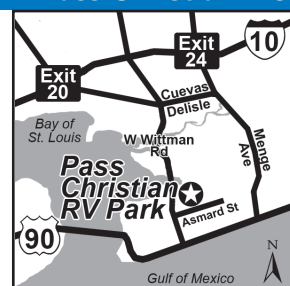 10
Exit
24
Exit
20
Cuevas
Delisle
Bay of
St. Louis
W Wittman
Rd
Menge
Ave
Pass
Christian
RV Park
Asmard St
90
N
Gulf of Mexico